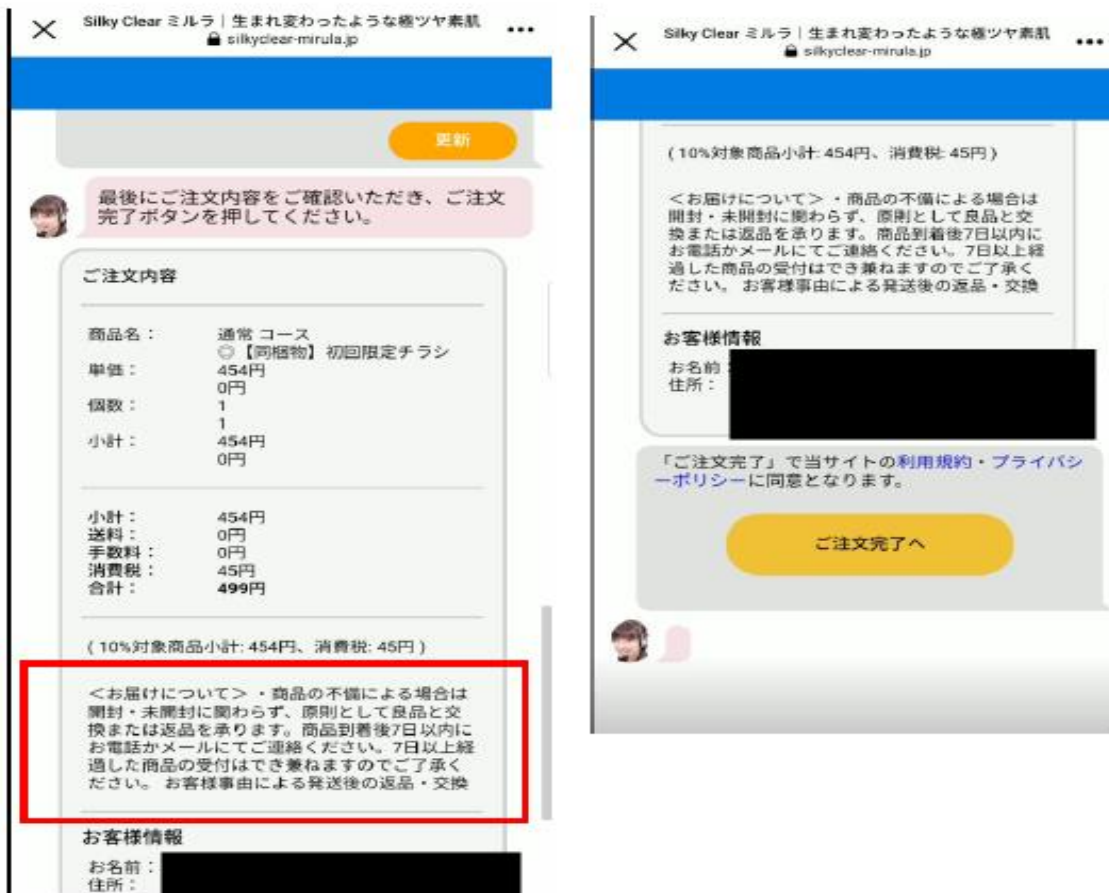 Silky Clear ミルラ｜生まれ変わったような極ツヤ素肌
silkyclear-mirula.jp
更新
最後にご注文内容をご確認いただき、ご注文
完了ボタンを押してください。
ご注文内容
商品名： 通常 コース
◎【同梱物】初回限定チラシ
単価： 454円
0円
個数： 1
1
小計： 454円
0円
小計： 454円
送料： 0円
手数料： 0円
消費税： 45円
合計： 499円
( 10%対象商品小計: 454円、消費税: 45円 )
＜お届けについて＞ ・商品の不備による場合は
開封・未開封に関わらず、原則として良品と交
換または返品を承ります。商品到着後7日以内に
お電話かメールにてご連絡ください。7日以上経
過した商品の受付はでき兼ねますのでご了承く
ださい。 お客様事由による発送後の返品・交換
お客様情報
お名前：
住所：
Silky Clear ミルラ｜生まれ変わったような極ツヤ素肌
silkyclear-mirula.jp
( 10%対象商品小計: 454円、消費税: 45円 )
＜お届けについて＞ ・商品の不備による場合は
開封・未開封に関わらず、原則として良品と交
換または返品を承ります。商品到着後7日以内に
お電話かメールにてご連絡ください。7日以上経
過した商品の受付はでき兼ねますのでご了承く
ださい。 お客様事由による発送後の返品・交換
お客様情報
お名前：
住所：
「ご注文完了」で当サイトの利用規約・プライバシ
ーポリシーに同意となります。
ご注文完了へ